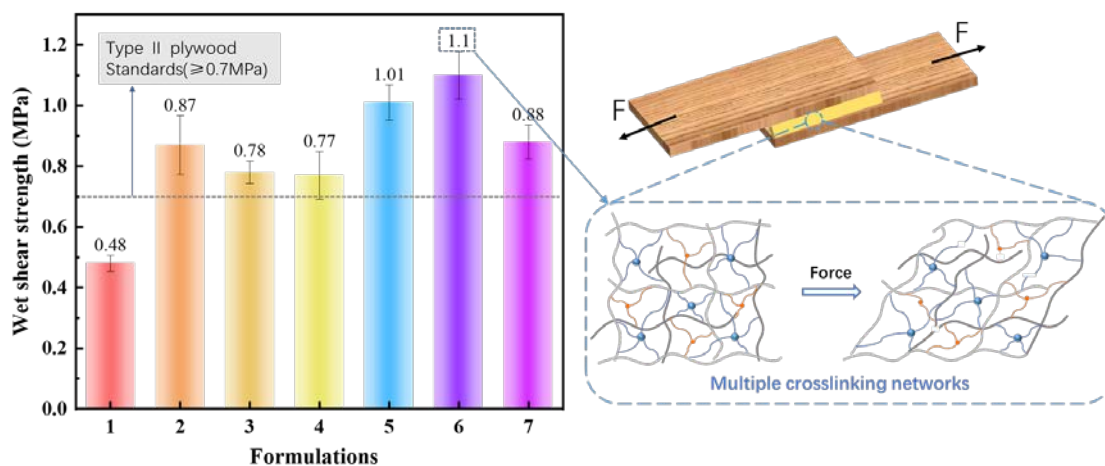 Wet shear strength (MPa)
1.2
1.0
0.8
0.6
0.4
0.2
0.0
Type II plywood
Standards(≥0.7MPa)
0.48
0.87
0.78
0.77
1.01
1.1
0.88
1 2 3 4 5 6 7
Formulations
F
F
Force
Multiple crosslinking networks